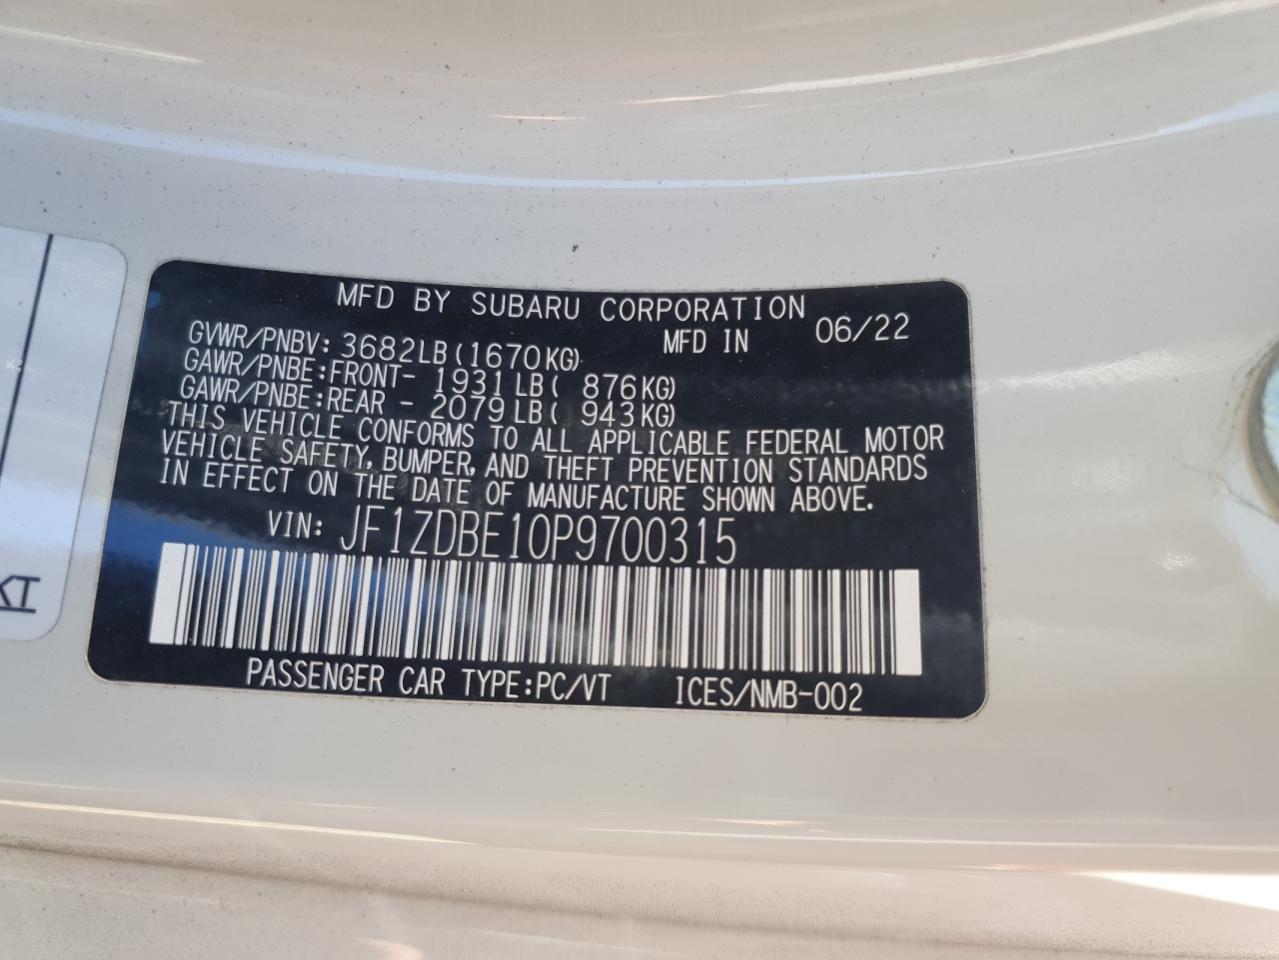 MFD BY SUBARU CORPORATION
GVWR/PNBV: 3682LB(1670KG) MFD IN 06/22
GAWR/PNBE:FRONT- 1931LB( 876KG)
GAWR/PNBE:REAR - 2079LB( 943KG)
THIS VEHICLE CONFORMS TO ALL APPLICABLE FEDERAL MOTOR
VEHICLE SAFETY, BUMPER, AND THEFT PREVENTION STANDARDS
IN EFFECT ON THE DATE OF MANUFACTURE SHOWN ABOVE.
VIN: JF1ZDBE10P9700315
PASSENGER CAR TYPE:PC/VT ICES/NMB-002
KT